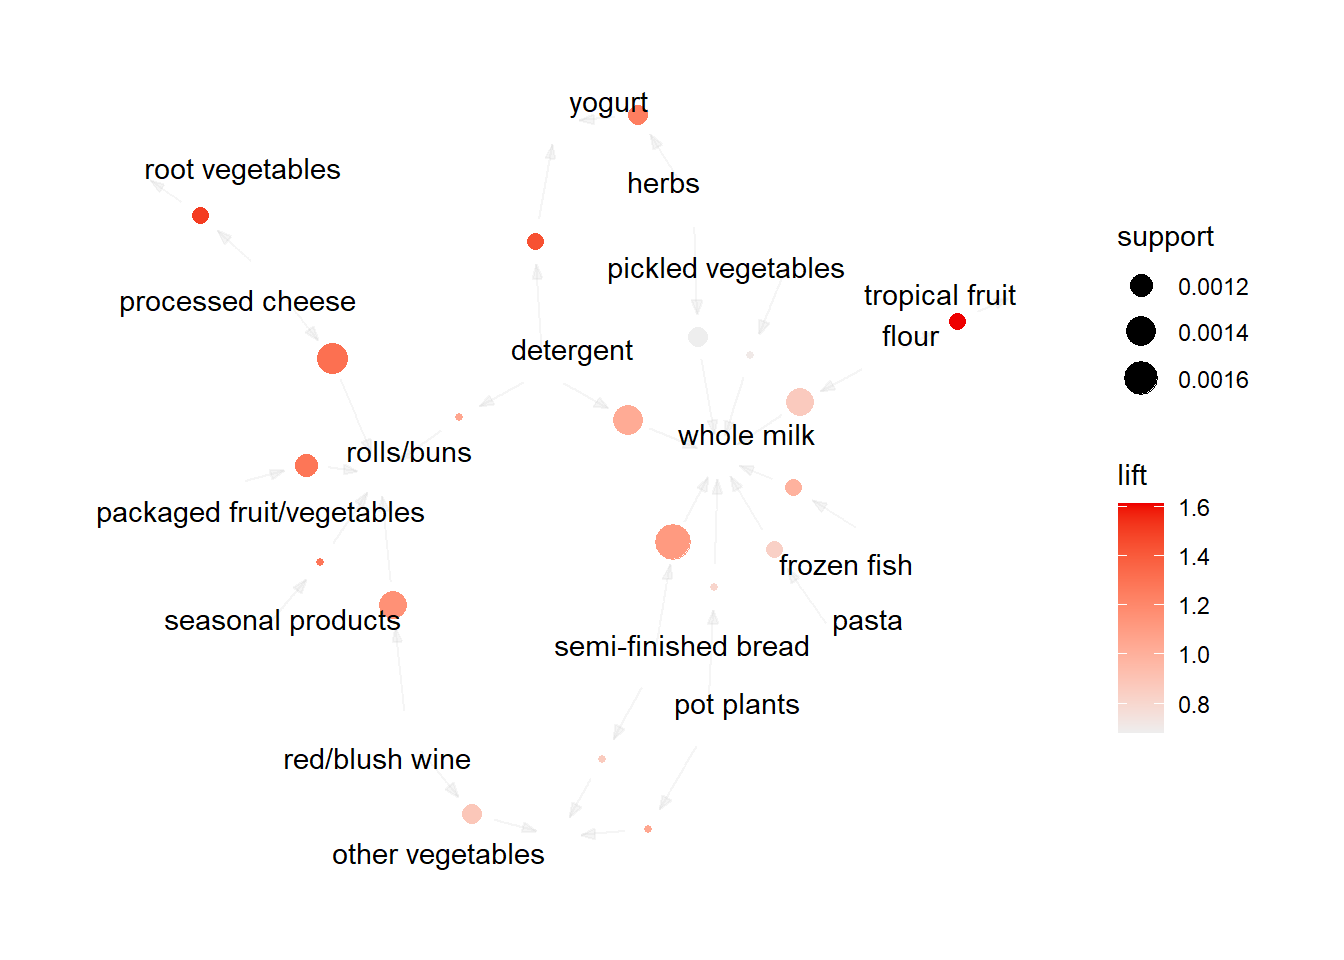 yogurt
root vegetables
herbs
pickled vegetables
tropical fruit
processed cheese
flour
detergent
whole milk
rolls/buns
packaged fruit/vegetables
frozen fish
seasonal products
pasta
semi-finished bread
pot plants
red/blush wine
other vegetables
support
0.0012
0.0014
0.0016
lift
1.6
1.4
1.2
1.0
0.8